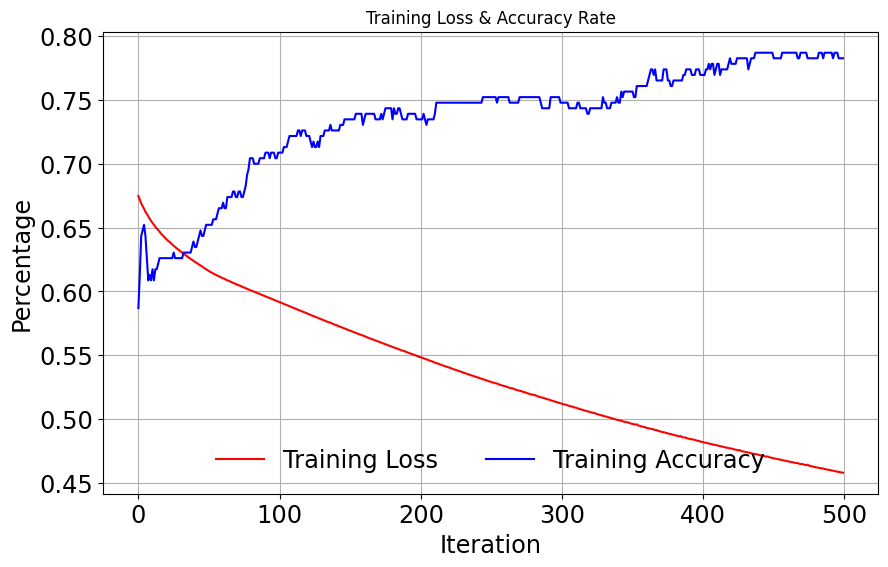 Training Loss & Accuracy Rate
Percentage
0.80
0.75
0.70
0.65
0.60
0.55
0.50
0.45
Training Loss
Training Accuracy
0
100
200
300
400
500
Iteration